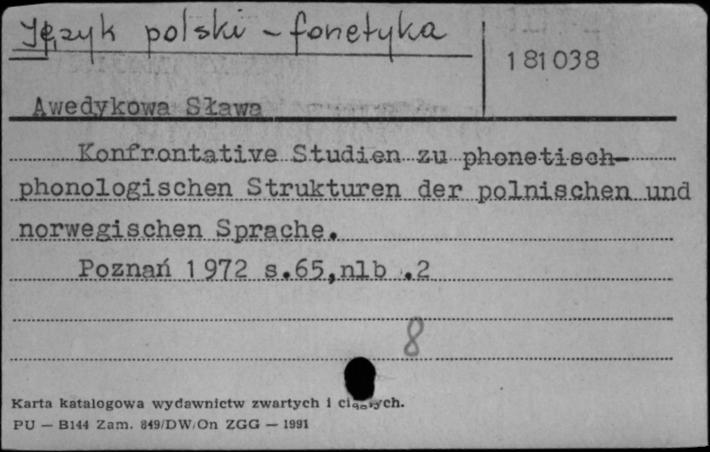 Język polski - fonetyka
181038
Awedykowa Sława
Konfrontative Studien zu phonetisch-
phonologischen Strukturen der polnischen und
norwegischen Sprache.
Poznań 1972 s.65,nlb .2
8
Karta katalogowa wydawnictw zwartych i ciągłych.
PU — B144 Zam. 849/DW/On ZGG — 1991